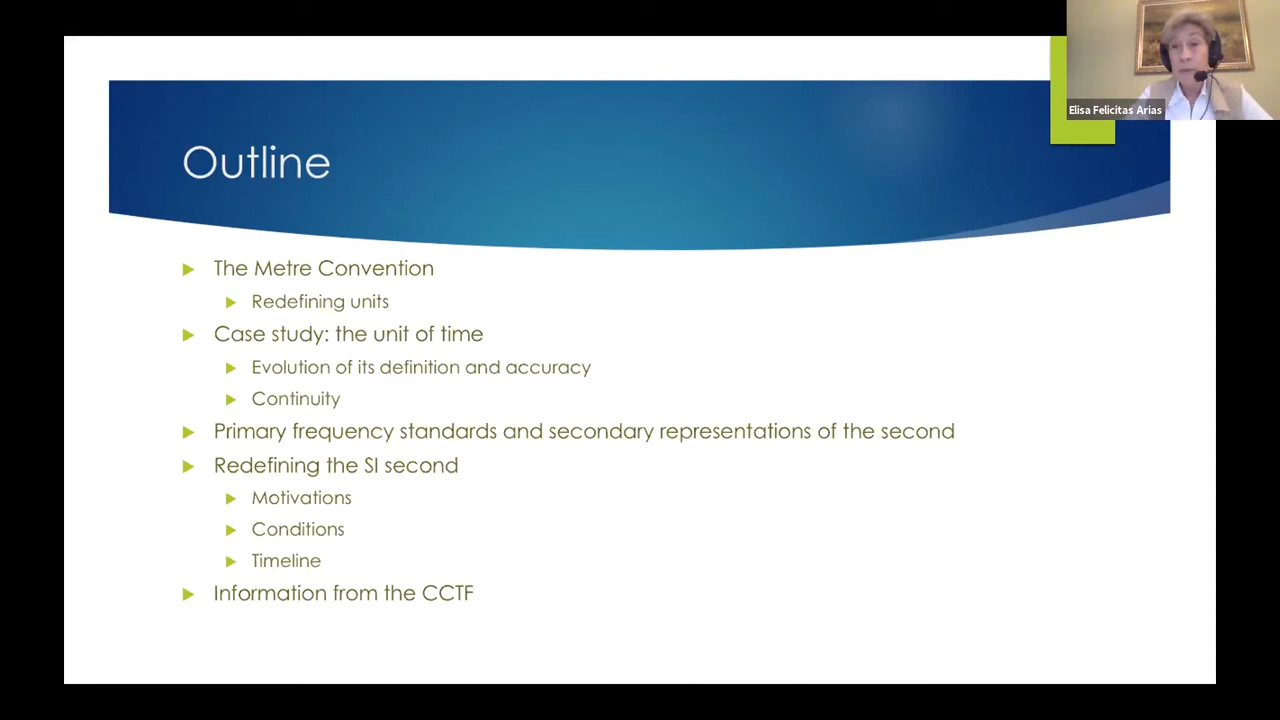 Elisa Felicitas Arias
Outline
The Metre Convention
Redefining units
Case study: the unit of time
Evolution of its definition and accuracy
Continuity
Primary frequency standards and secondary representations of the second
Redefining the SI second
Motivations
Conditions
Timeline
Information from the CCTF